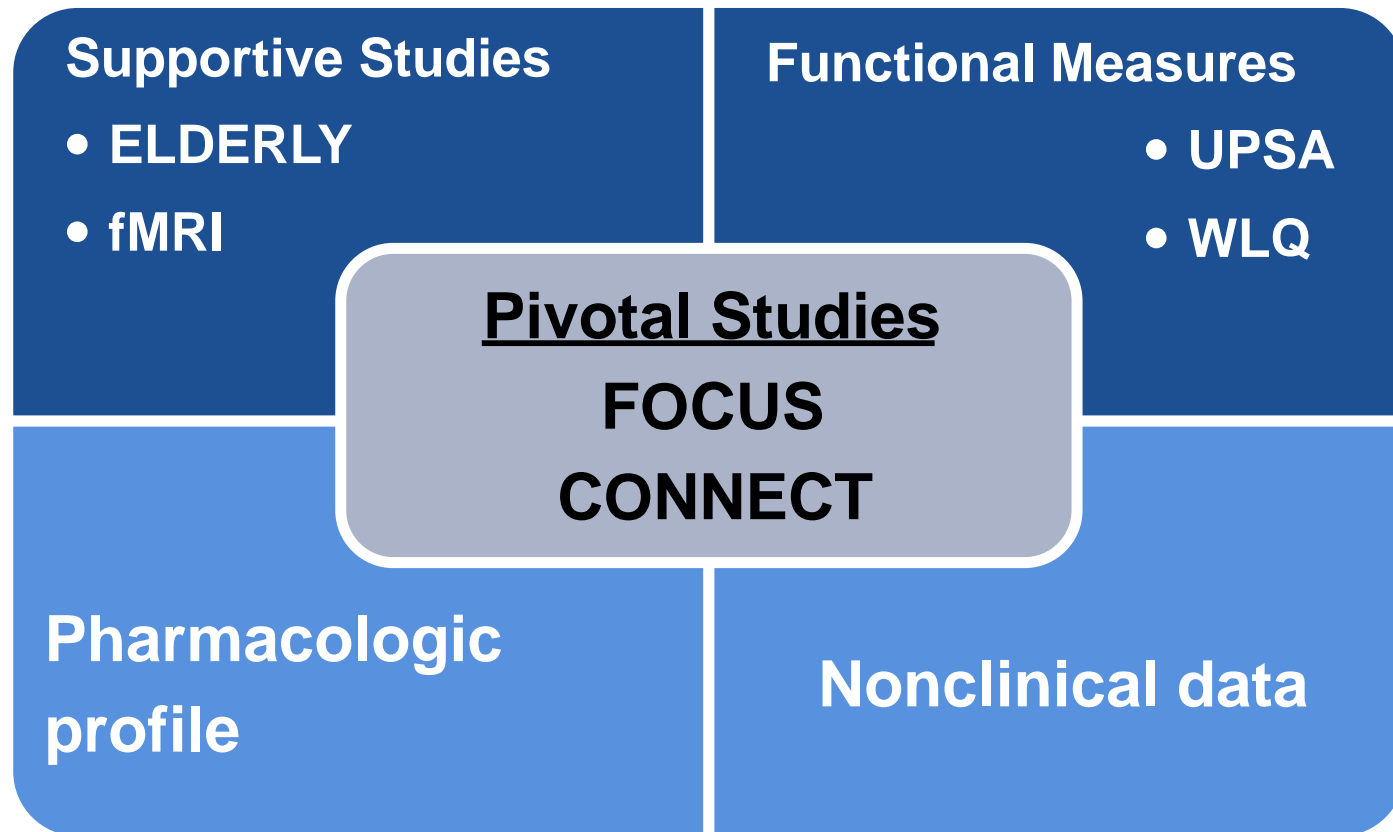 Supportive Studies
• ELDERLY
• fMRI
Functional Measures
• UPSA
• WLQ
Pivotal Studies
FOCUS
CONNECT
Pharmacologic
profile
Nonclinical data